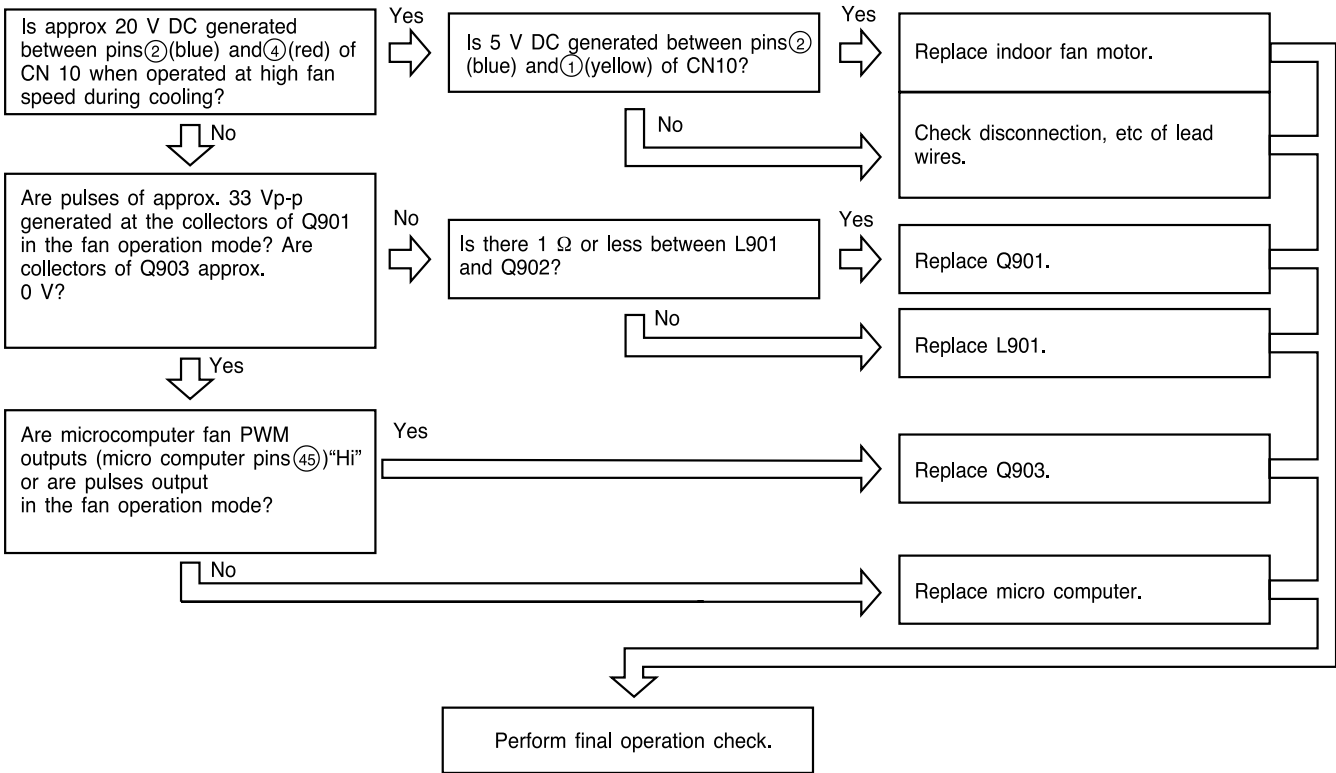 Is approx 20 V DC generated
between pins②(blue) and④(red) of
CN 10 when operated at high fan
speed during cooling?
Yes
Is 5 V DC generated between pins②
(blue) and①(yellow) of CN10?
Yes
Replace indoor fan motor.
No
No
Check disconnection, etc of lead
wires.
Are pulses of approx. 33 Vp-p
generated at the collectors of Q901
in the fan operation mode? Are
collectors of Q903 approx.
0 V?
No
Is there 1 Ω or less between L901
and Q902?
Yes
Replace Q901.
No
Replace L901.
Yes
Are microcomputer fan PWM
outputs (micro computer pins㊺)“Hi”
or are pulses output
in the fan operation mode?
Yes
Replace Q903.
No
Replace micro computer.
Perform final operation check.